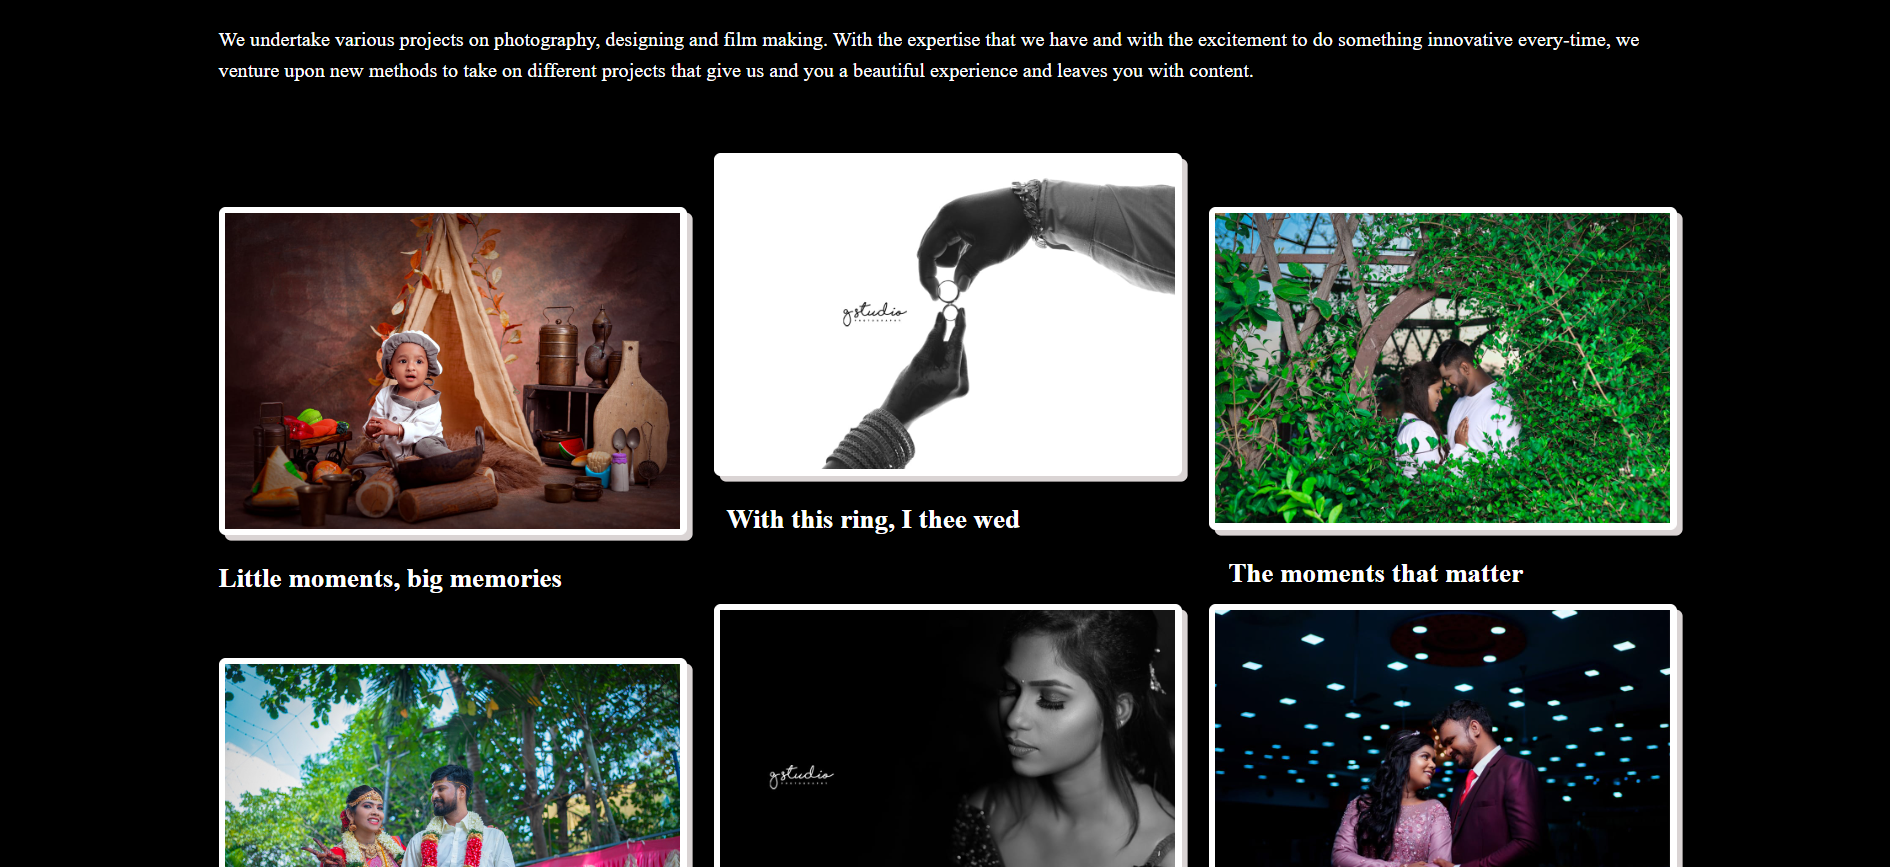 We undertake various projects on photography, designing and film making. With the expertise that we have and with the excitement to do something innovative every-time, we
venture upon new methods to take on different projects that give us and you a beautiful experience and leaves you with content.
gstudio
PHOTOGRAPHY
With this ring, I thee wed
Little moments, big memories
The moments that matter
gstudio